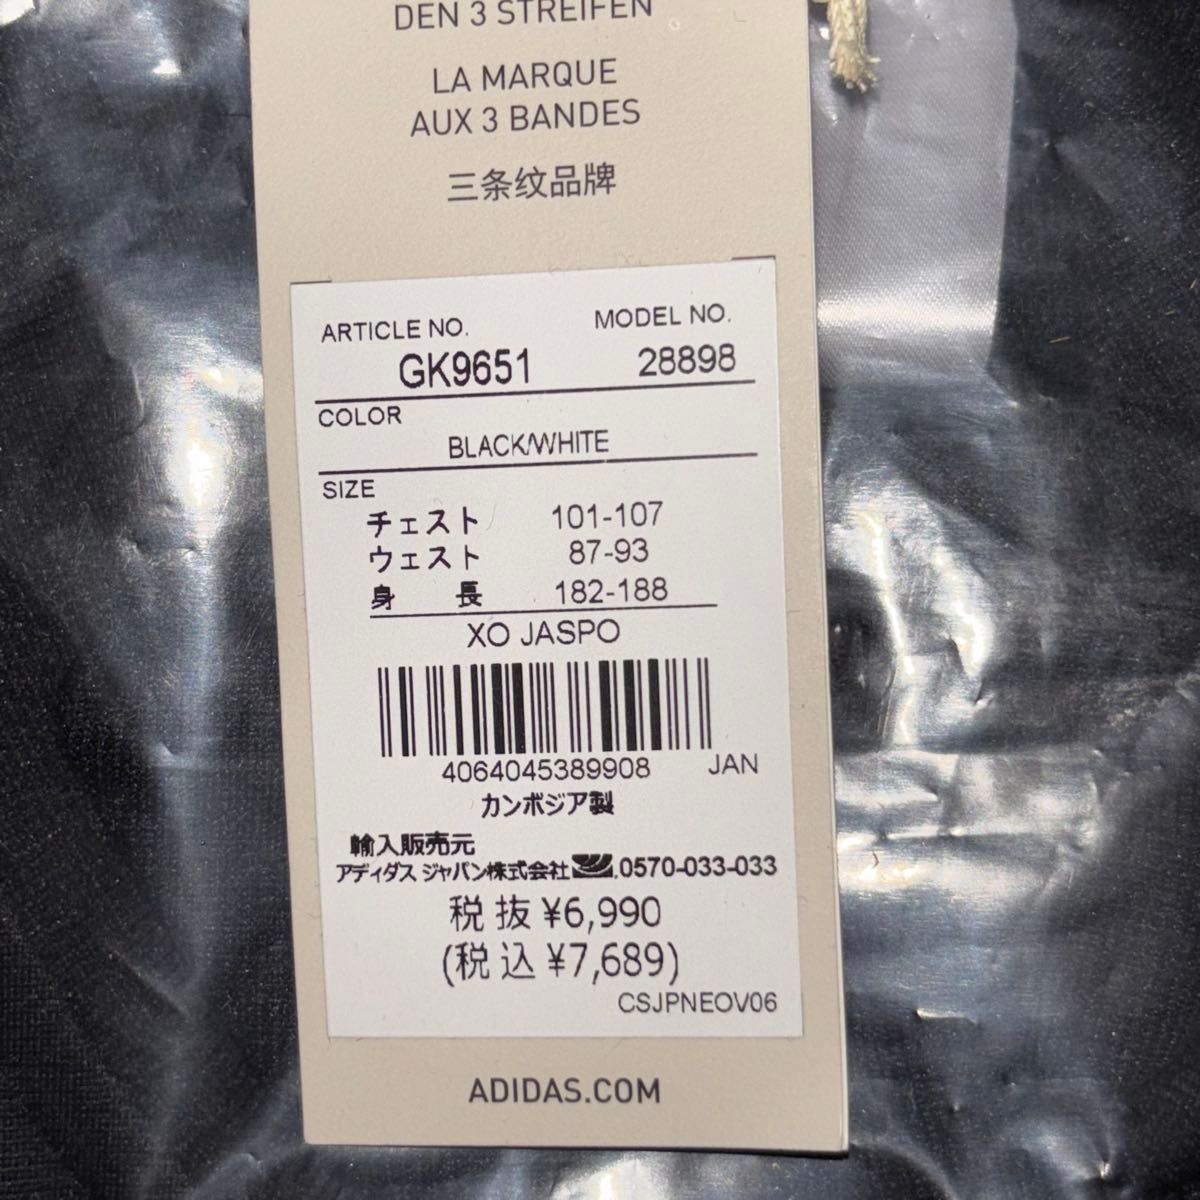 DEN 3 STREIFEN
LA MARQUE
AUX 3 BANDES
三条纹品牌
ARTICLE NO. MODEL NO.
GK9651 28898
COLOR
BLACK/WHITE
SIZE
チェスト 101-107
ウェスト 87-93
身 長 182-188
XO JASPO
4064045389908 JAN
カンボジア製
輸入販売元
アディダス ジャパン株式会社 0570-033-033
税 抜 ¥6,990
(税 込 ¥7,689)
CSJPNEOV06
ADIDAS.COM